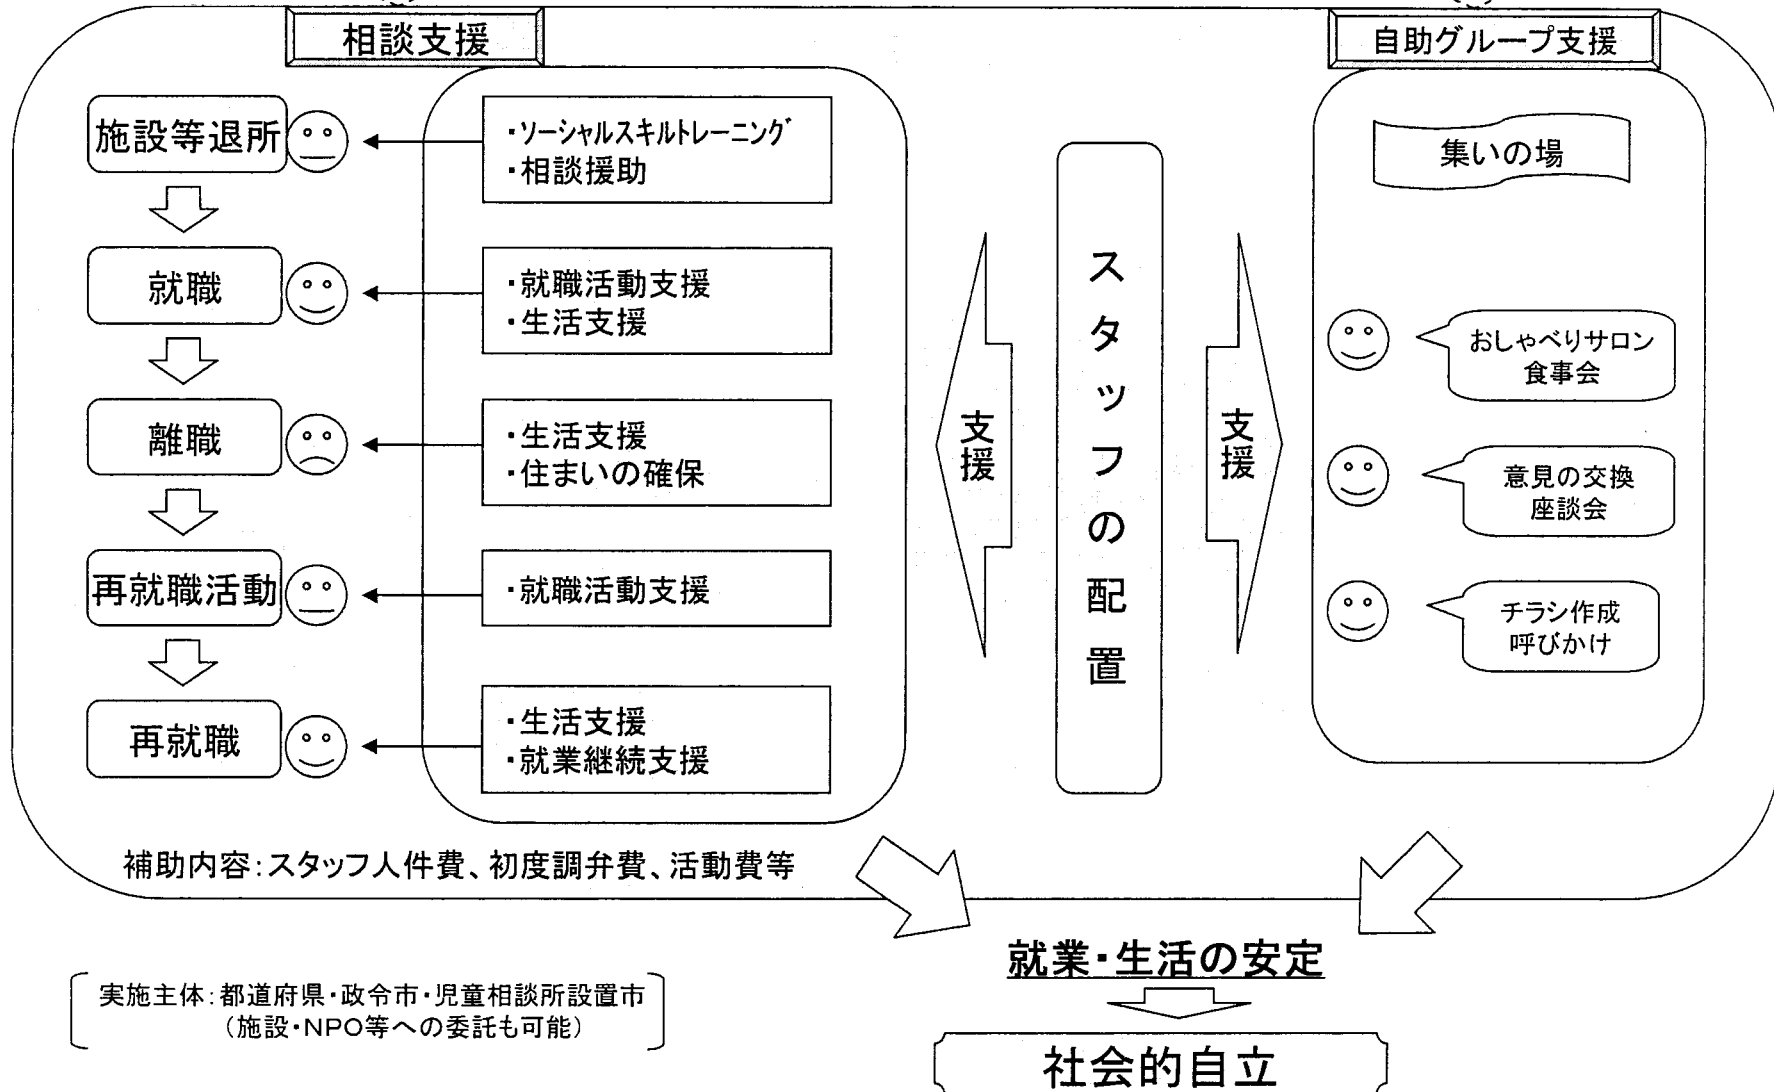 相談支援
施設等退所
・ソーシャルスキルトレーニング
・相談援助
就職
・就職活動支援
・生活支援
離職
・生活支援
・住まいの確保
再就職活動
・就職活動支援
再就職
・生活支援
・就業継続支援
支援
スタッフの配置
支援
自助グループ支援
集いの場
おしゃべりサロン
食事会
意見の交換
座談会
チラシ作成
呼びかけ
補助内容:スタッフ人件費、初度調弁費、活動費等
就業・生活の安定
社会的自立
実施主体:都道府県・政令市・児童相談所設置市
(施設・NPO等への委託も可能)